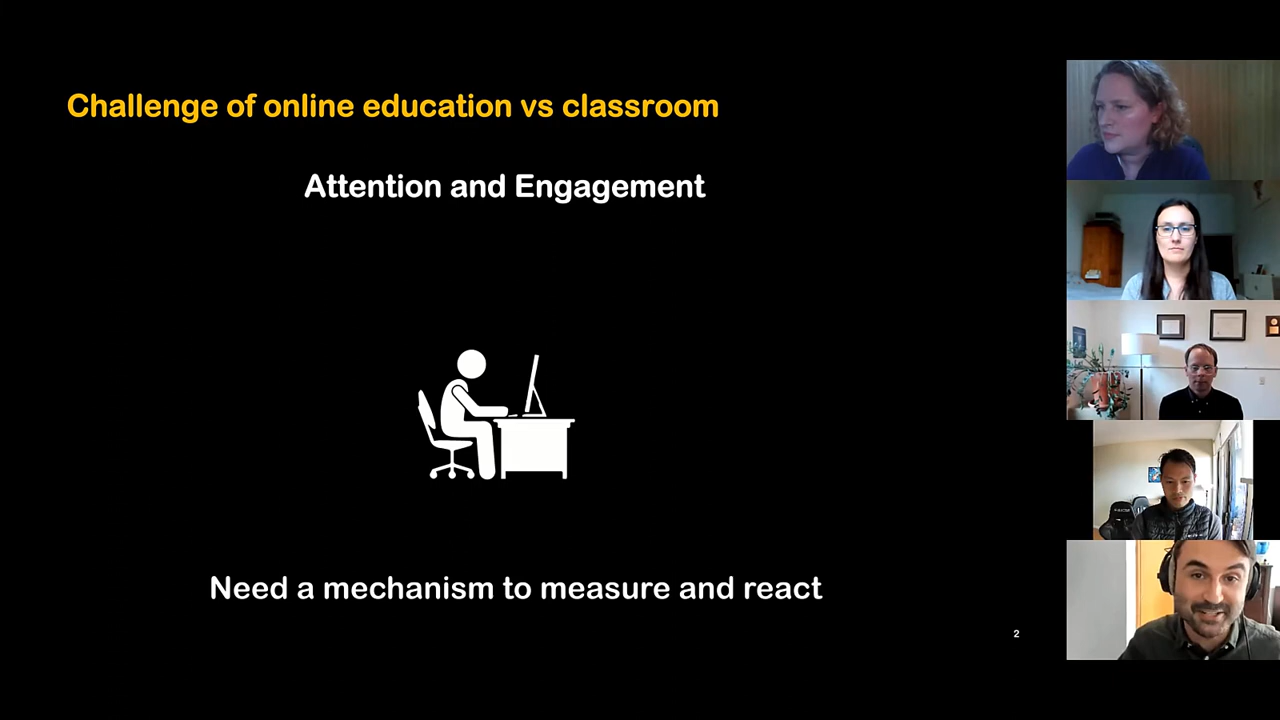 Challenge of online education vs classroom
Attention and Engagement
Need a mechanism to measure and react
2